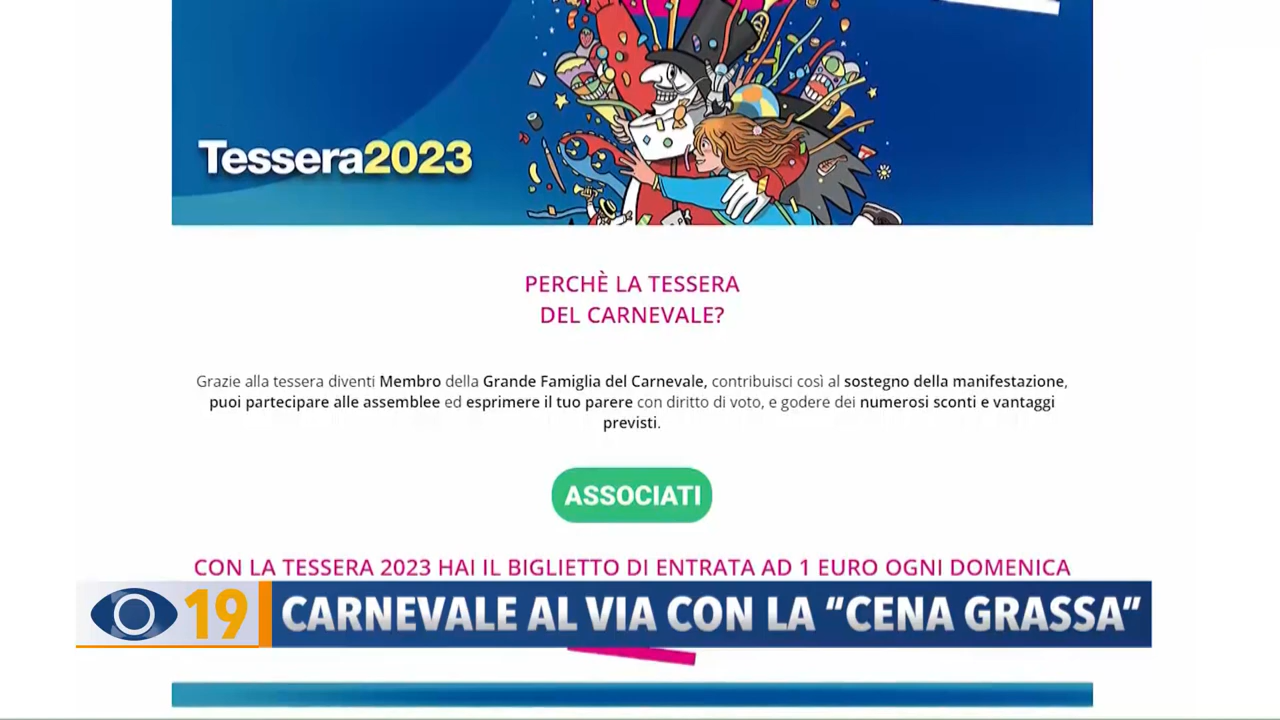 Tessera2023
PERCHÈ LA TESSERA
DEL CARNEVALE?
Grazie alla tessera diventi Membro della Grande Famiglia del Carnevale, contribuisci così al sostegno della manifestazione,
puoi partecipare alle assemblee ed esprimere il tuo parere con diritto di voto, e godere dei numerosi sconti e vantaggi
previsti.
ASSOCIATI
CON LA TESSERA 2023 HAI IL BIGLIETTO DI ENTRATA AD 1 EURO OGNI DOMENICA
19 CARNEVALE AL VIA CON LA “CENA GRASSA”